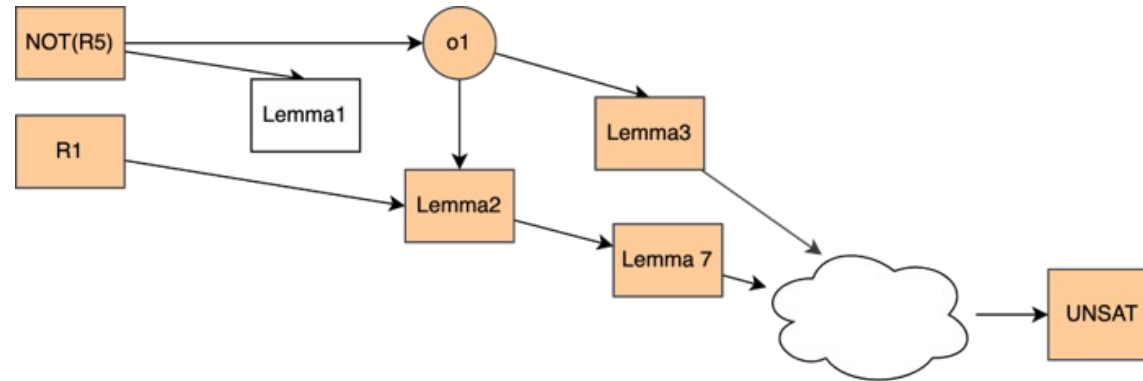 NOT(R5)
o1
Lemma1
Lemma3
R1
Lemma2
Lemma 7
UNSAT